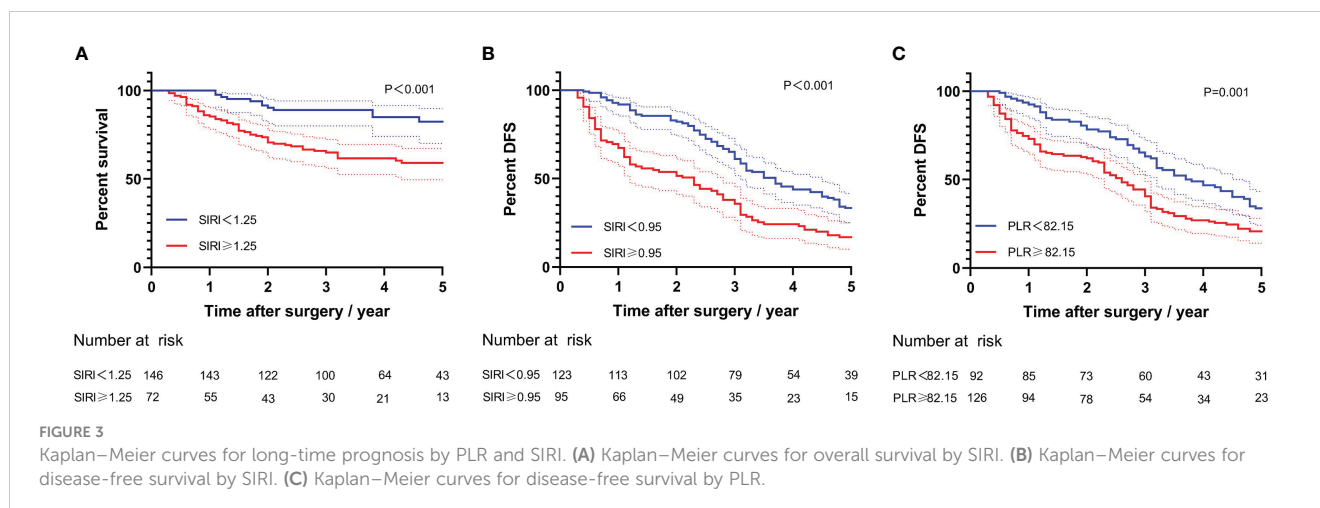 A
B
C
P<0.001
P<0.001
P=0.001
100
50
0
Percent survival
SIRI<1.25
SIRI≥1.25
0 1 2 3 4 5
Time after surgery / year
100
50
0
Percent DFS
SIRI<0.95
SIRI≥0.95
0 1 2 3 4 5
Time after surgery / year
100
50
0
Percent DFS
PLR<82.15
PLR≥82.15
0 1 2 3 4 5
Time after surgery / year
Number at risk
SIRI<1.25 146 143 122 100 64 43
SIRI≥1.25 72 55 43 30 21 13
Number at risk
SIRI<0.95 123 113 102 79 54 39
SIRI≥0.95 95 66 49 35 23 15
Number at risk
PLR<82.15 92 85 73 60 43 31
PLR≥82.15 126 94 78 54 34 23
FIGURE 3
Kaplan–Meier curves for long-time prognosis by PLR and SIRI. (A) Kaplan–Meier curves for overall survival by SIRI. (B) Kaplan–Meier curves for
disease-free survival by SIRI. (C) Kaplan–Meier curves for disease-free survival by PLR.